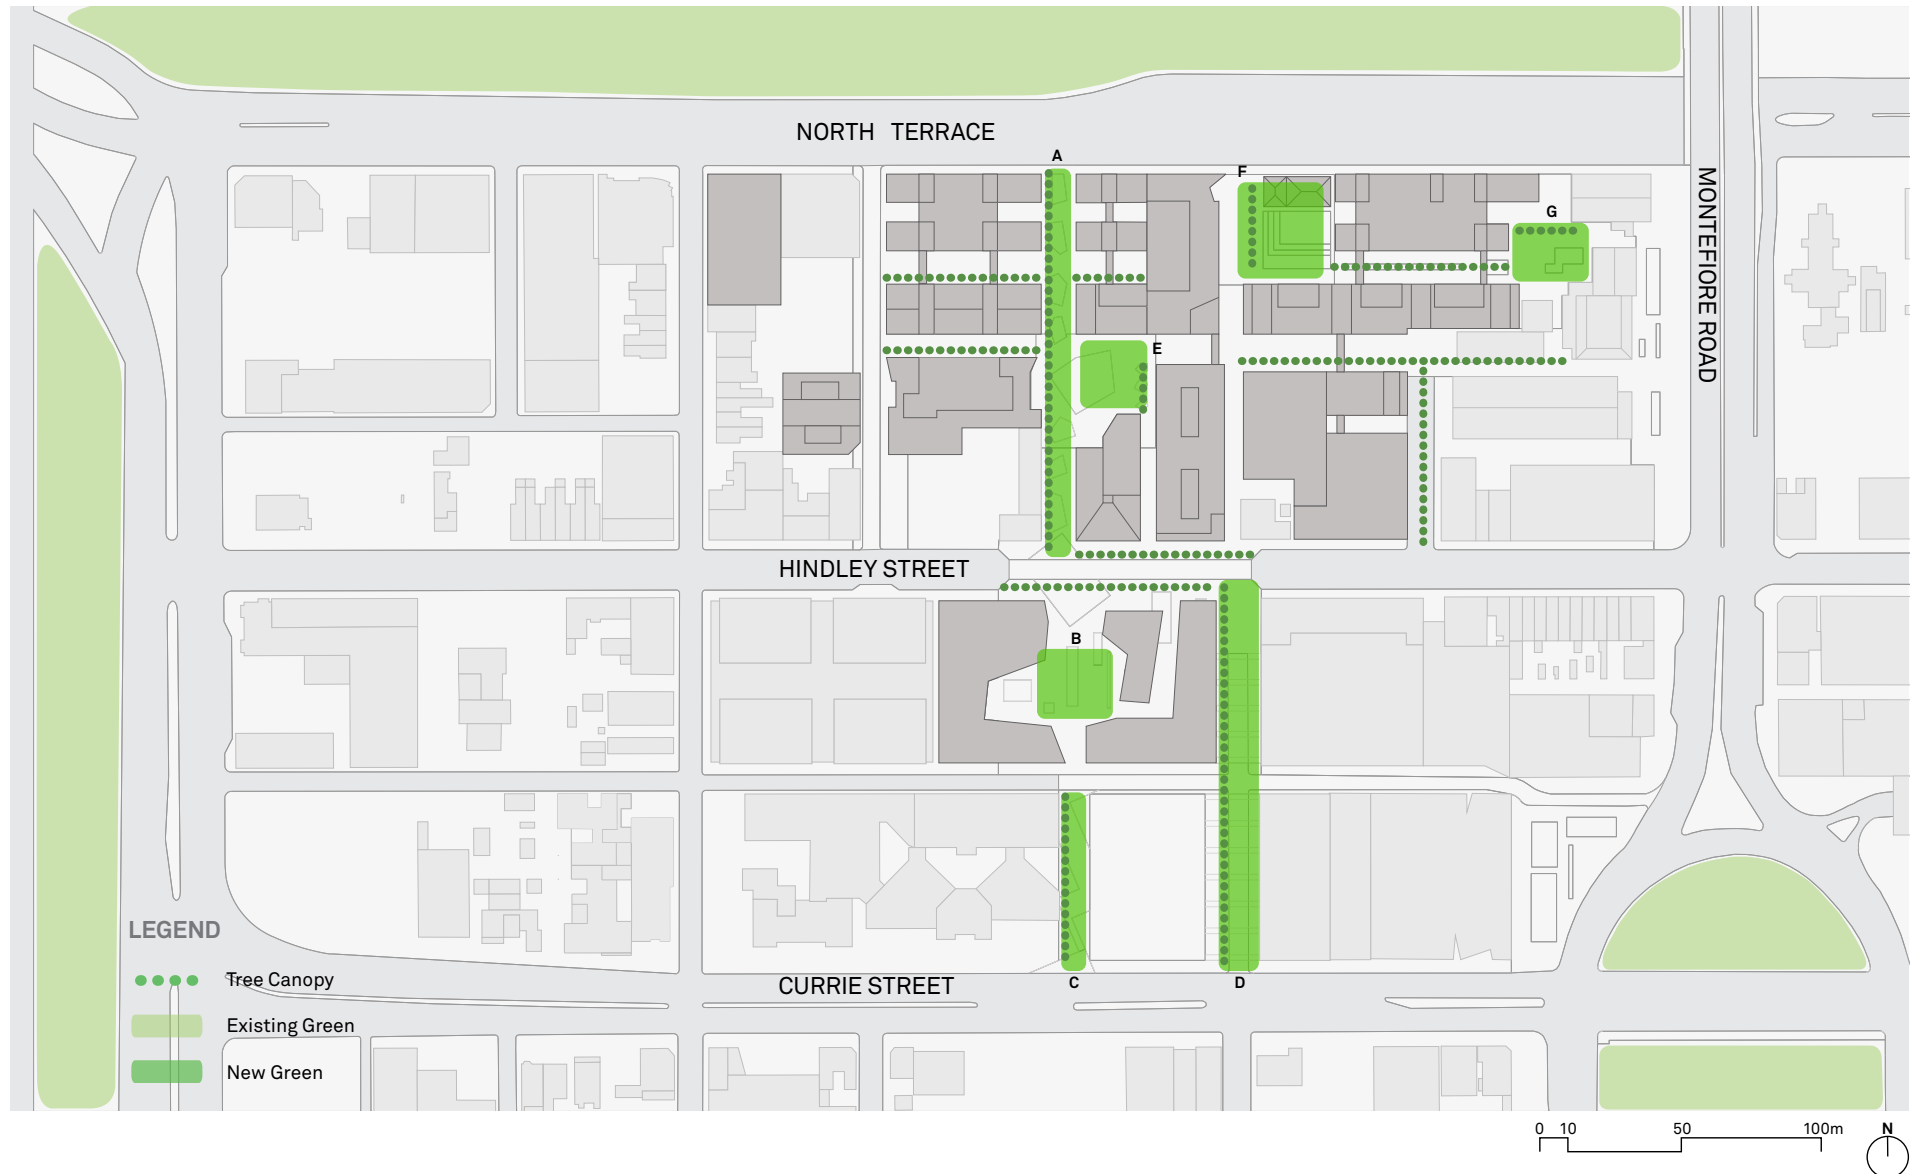 NORTH TERRACE
A
F
G
E
MONTEFIORE ROAD
HINDLEY STREET
B
LEGEND
Tree Canopy
Existing Green
New Green
CURRIE STREET
C
D
0 10 50 100m
N